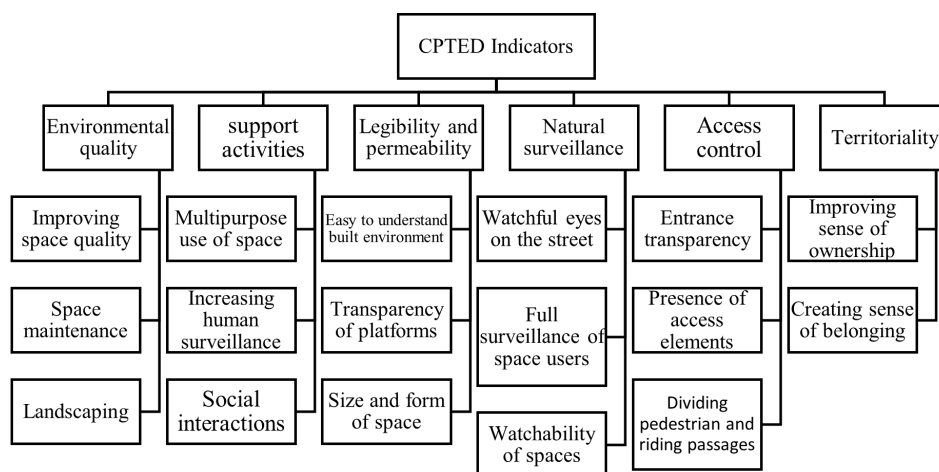 CPTED Indicators
Environmental
quality
support
activities
Legibility and
permeability
Natural
surveillance
Access
control
Territoriality
Improving
space quality
Multipurpose
use of space
Easy to understand
built environment
Watchful eyes
on the street
Entrance
transparency
Improving
sense of
ownership
Space
maintenance
Increasing
human
surveillance
Transparency
of platforms
Full
surveillance of
space users
Presence of
access
elements
Creating sense
of belonging
Landscaping
Social
interactions
Size and form
of space
Watchability
of spaces
Dividing
pedestrian and
riding passages